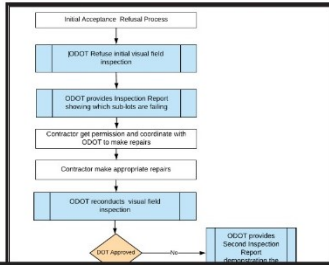 Initial Acceptance Refusal Process
ODOT Refuse initial visual field
inspection
ODOT provides Inspection Report
showing which sub-lots are failing
Contractor get permission and coordinate with
ODOT to make repairs
Contractor make appropriate repairs
ODOT reconducts visual field
inspection
DOT Approved
No
ODOT provides
Second Inspection
Report
demonstrating the